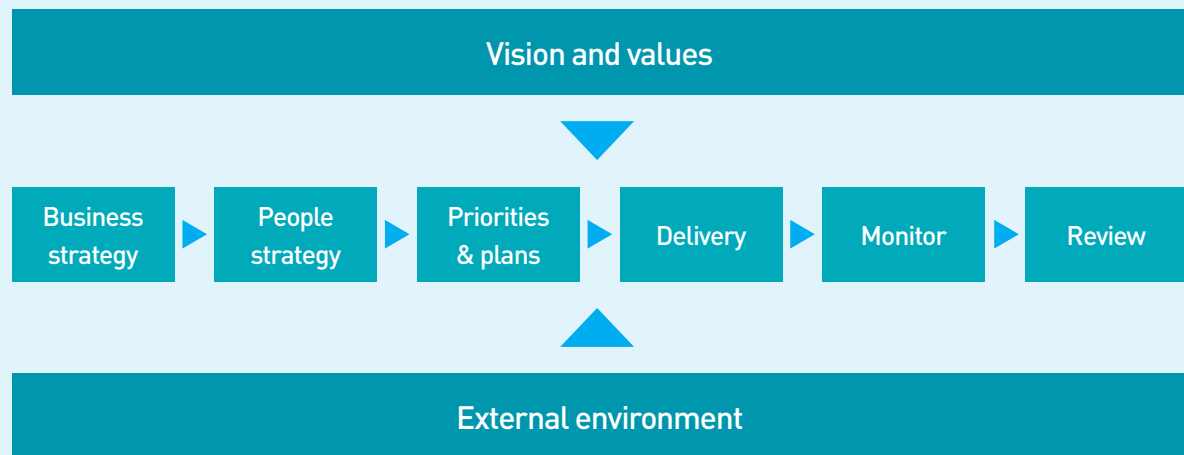 Vision and values
Business
strategy
People
strategy
Priorities
& plans
Delivery
Monitor
Review
External environment